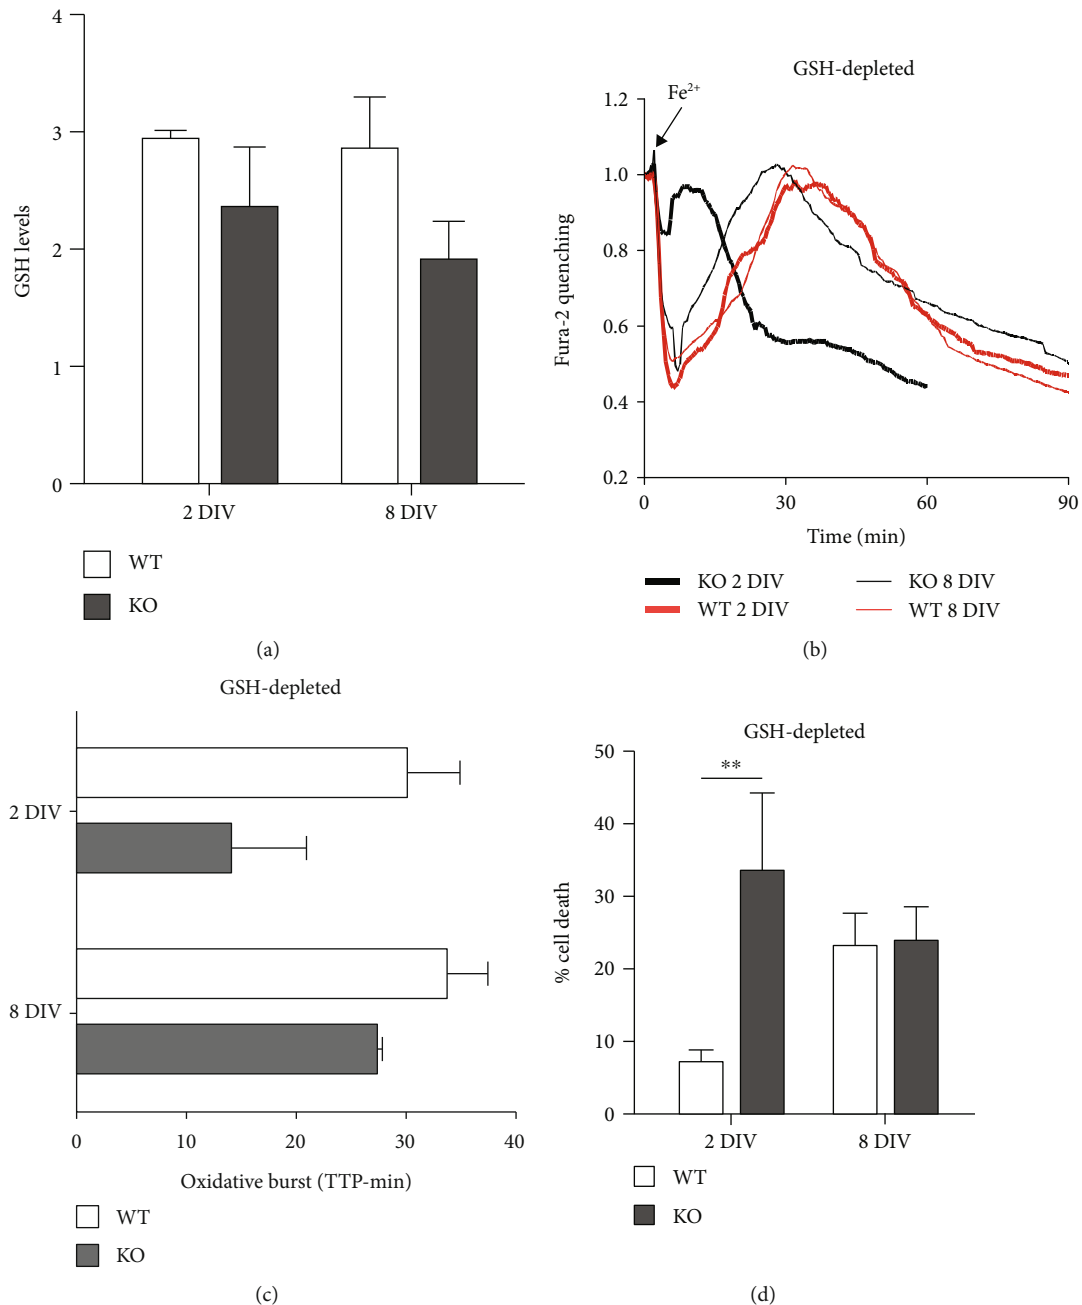 4
3
2
1
0
GSH levels
2 DIV
8 DIV
WT
KO
(a)
GSH-depleted
Fe²⁺
1.2
1.0
0.8
0.6
0.4
0.2
Fura-2 quenching
0
30
60
90
Time (min)
KO 2 DIV
KO 8 DIV
WT 2 DIV
WT 8 DIV
(b)
GSH-depleted
2 DIV
8 DIV
0
10
20
30
40
Oxidative burst (TTP-min)
WT
KO
(c)
GSH-depleted
50
40
30
20
10
0
% cell death
**
2 DIV
8 DIV
WT
KO
(d)